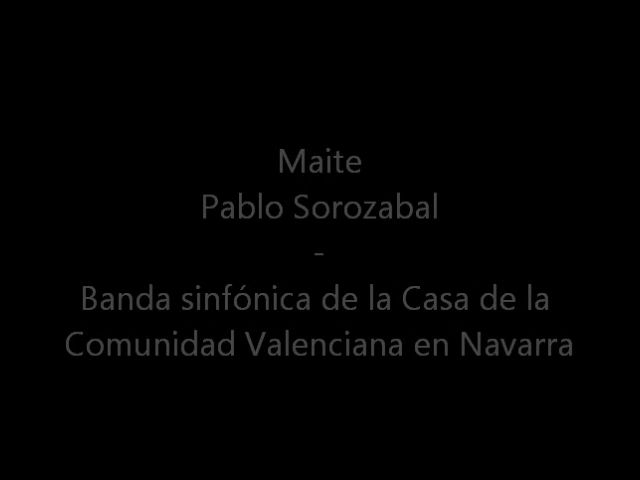 Maite
Pablo Sorozabal
-
Banda sinfónica de la Casa de la
Comunidad Valenciana en Navarra